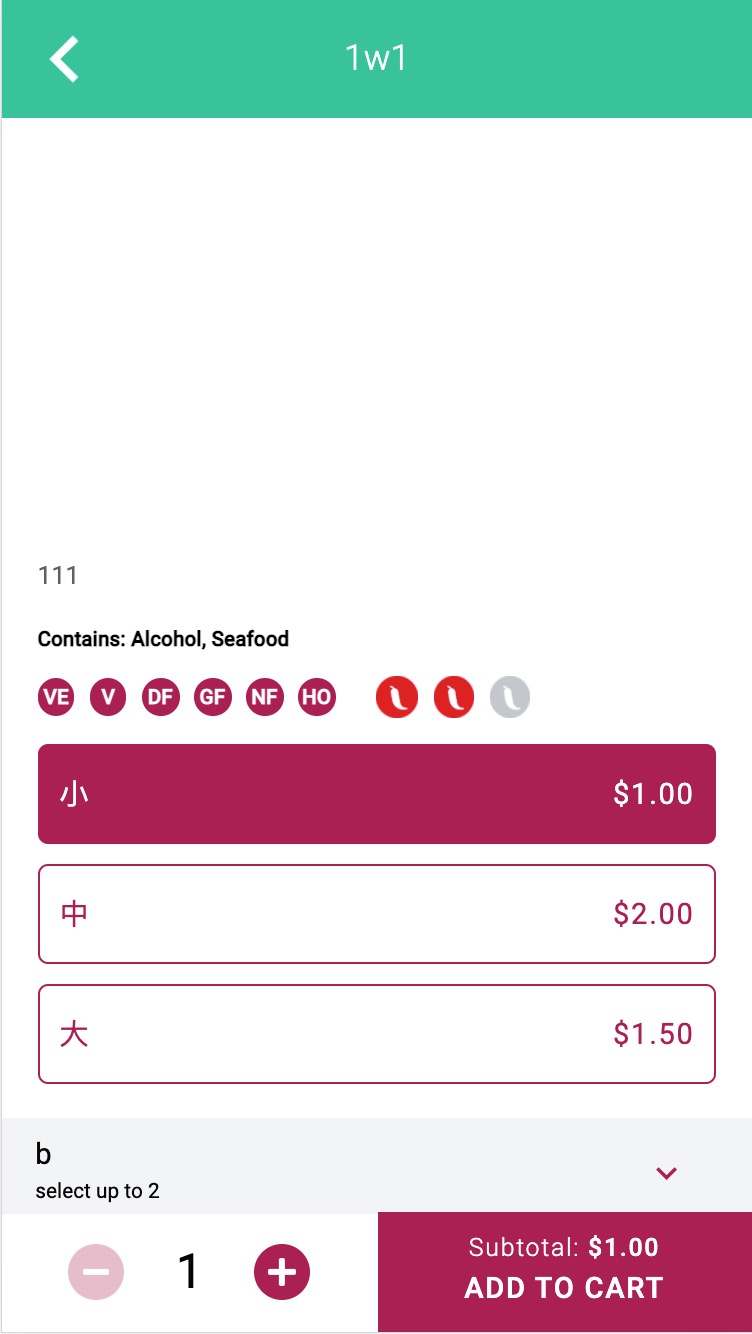 1w1
111
Contains: Alcohol, Seafood
VE V DF GF NF HO
小 $1.00
中 $2.00
大 $1.50
b
select up to 2
1
Subtotal: $1.00
ADD TO CART